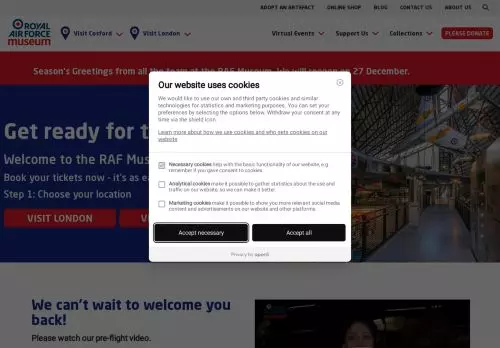 ADOPT AN ARTEFACT ONLINE SHOP BLOG CONTACT US ABOUT US
ROYAL
AIR FORCE
museum
Visit Cosford
Visit London
Virtual Events
Support Us
Collections
PLEASE DONATE
Season's Greetings from all the team at the RAF Museum. We will reopen on 27 December.
Our website uses cookies
We would like to use our own and third party cookies and similar
technologies for statistics and marketing purposes. You can set your
preferences by selecting the options below. Withdraw your consent at
any time via the shield icon
Learn more about how we use cookies and who sets cookies on our
website
Necessary cookies help with the basic functionality of our website, e.g
remember if you gave consent to cookies.
Analytical cookies make it possible to gather statistics about the use and
traffic on our website, so we can make it better.
Marketing cookies make it possible to show you more relevant social media
content and advertisements on our website and other platforms.
Accept necessary
Accept all
Privacy by openli
Get ready for t
Welcome to the RAF Mus
Book your tickets now - it's as ea
Step 1: Choose your location
VISIT LONDON
VIS
We can't wait to welcome you
back!
Please watch our pre-flight video.